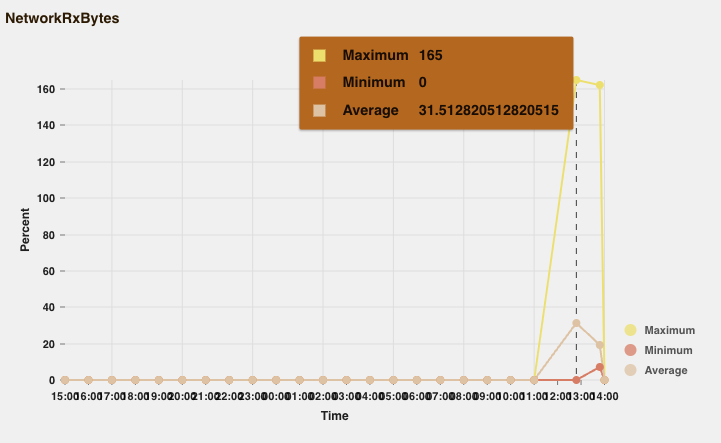 NetworkRxBytes
Maximum 165
Minimum 0
Average 31.512820512820515
160
140
120
100
80
60
40
20
0
Percent
15:00 16:00 17:00 18:00 19:00 20:00 21:00 22:00 23:00 00:00 01:00 02:00 03:00 04:00 05:00 06:00 07:00 08:00 09:00 10:00 11:00 12:00 13:00 14:00
Time
Maximum
Minimum
Average